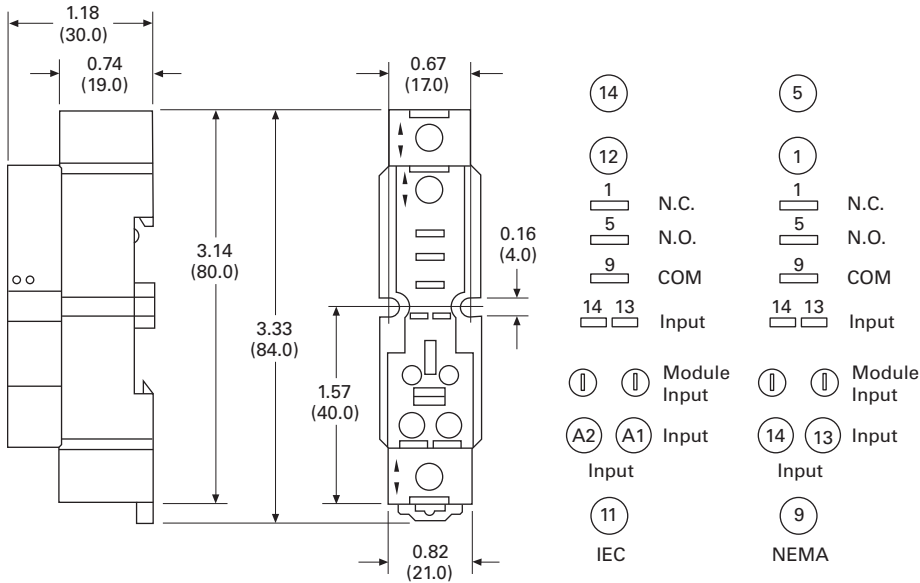 1.18
(30.0)
0.74
(19.0)
3.14
(80.0)
3.33
(84.0)
1.57
(40.0)
0.67
(17.0)
0.16
(4.0)
0.82
(21.0)
14
12
1
N.C.
5
N.O.
9
COM
14 13
Input
Module
Input
A2 A1 Input
Input
11
IEC
5
1
1
N.C.
5
N.O.
9
COM
14 13
Input
Module
Input
14 13 Input
Input
9
NEMA